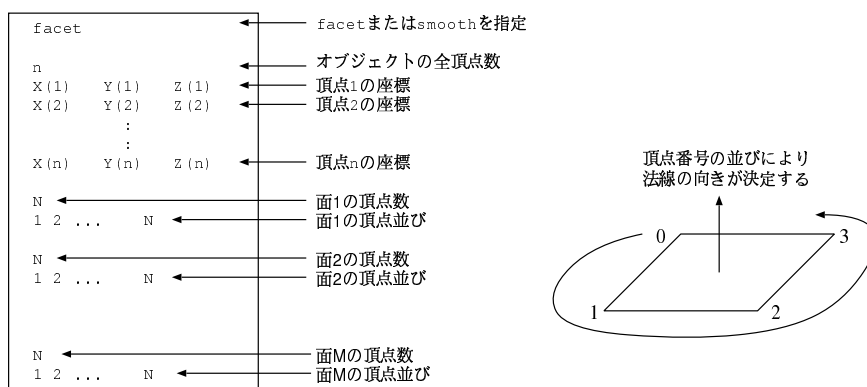 facet
facetまたはsmoothを指定
n
オブジェクトの全頂点数
X(1) Y(1) Z(1)
頂点1の座標
X(2) Y(2) Z(2)
頂点2の座標
:
:
X(n) Y(n) Z(n)
頂点nの座標
N
面1の頂点数
1 2 ... N
面1の頂点並び
N
面2の頂点数
1 2 ... N
面2の頂点並び
N
面Mの頂点数
1 2 ... N
面Mの頂点並び
頂点番号の並びにより
法線の向きが決定する
0
3
1
2